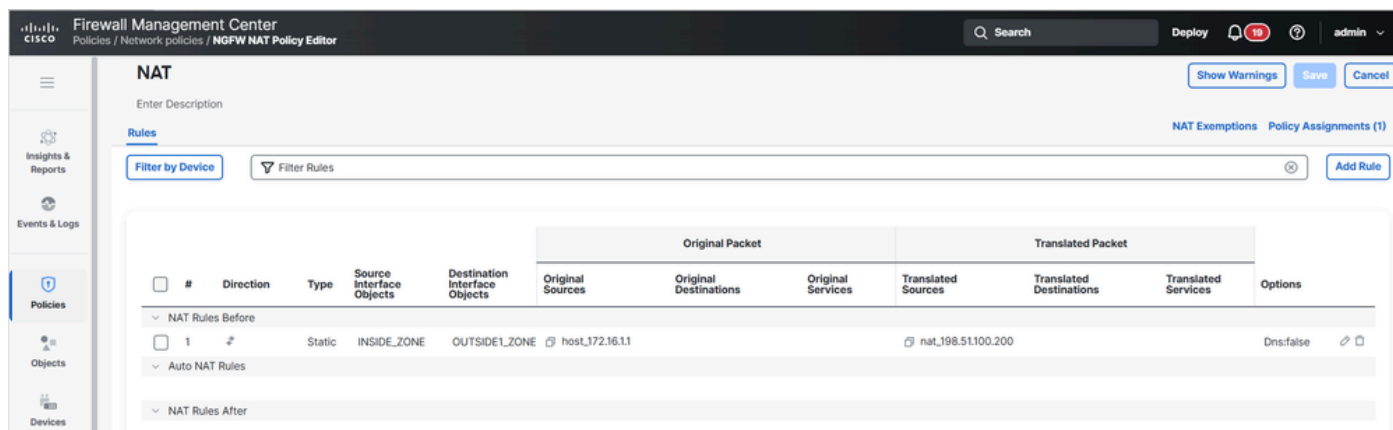 CISCO
Firewall Management Center
Policies / Network policies / NGFW NAT Policy Editor
Search
Deploy
19
admin
NAT
Show Warnings
Save
Cancel
Enter Description
Rules
NAT Exemptions
Policy Assignments (1)
Filter by Device
Filter Rules
Add Rule
Insights &
Reports
Events & Logs
Policies
Objects
Devices
Original Packet
Translated Packet
#
Direction
Type
Source
Interface
Objects
Destination
Interface
Objects
Original
Sources
Original
Destinations
Original
Services
Translated
Sources
Translated
Destinations
Translated
Services
Options
NAT Rules Before
1
Static
INSIDE_ZONE
OUTSIDE1_ZONE
host_172.16.1.1
nat_198.51.100.200
Dns:false
Auto NAT Rules
NAT Rules After